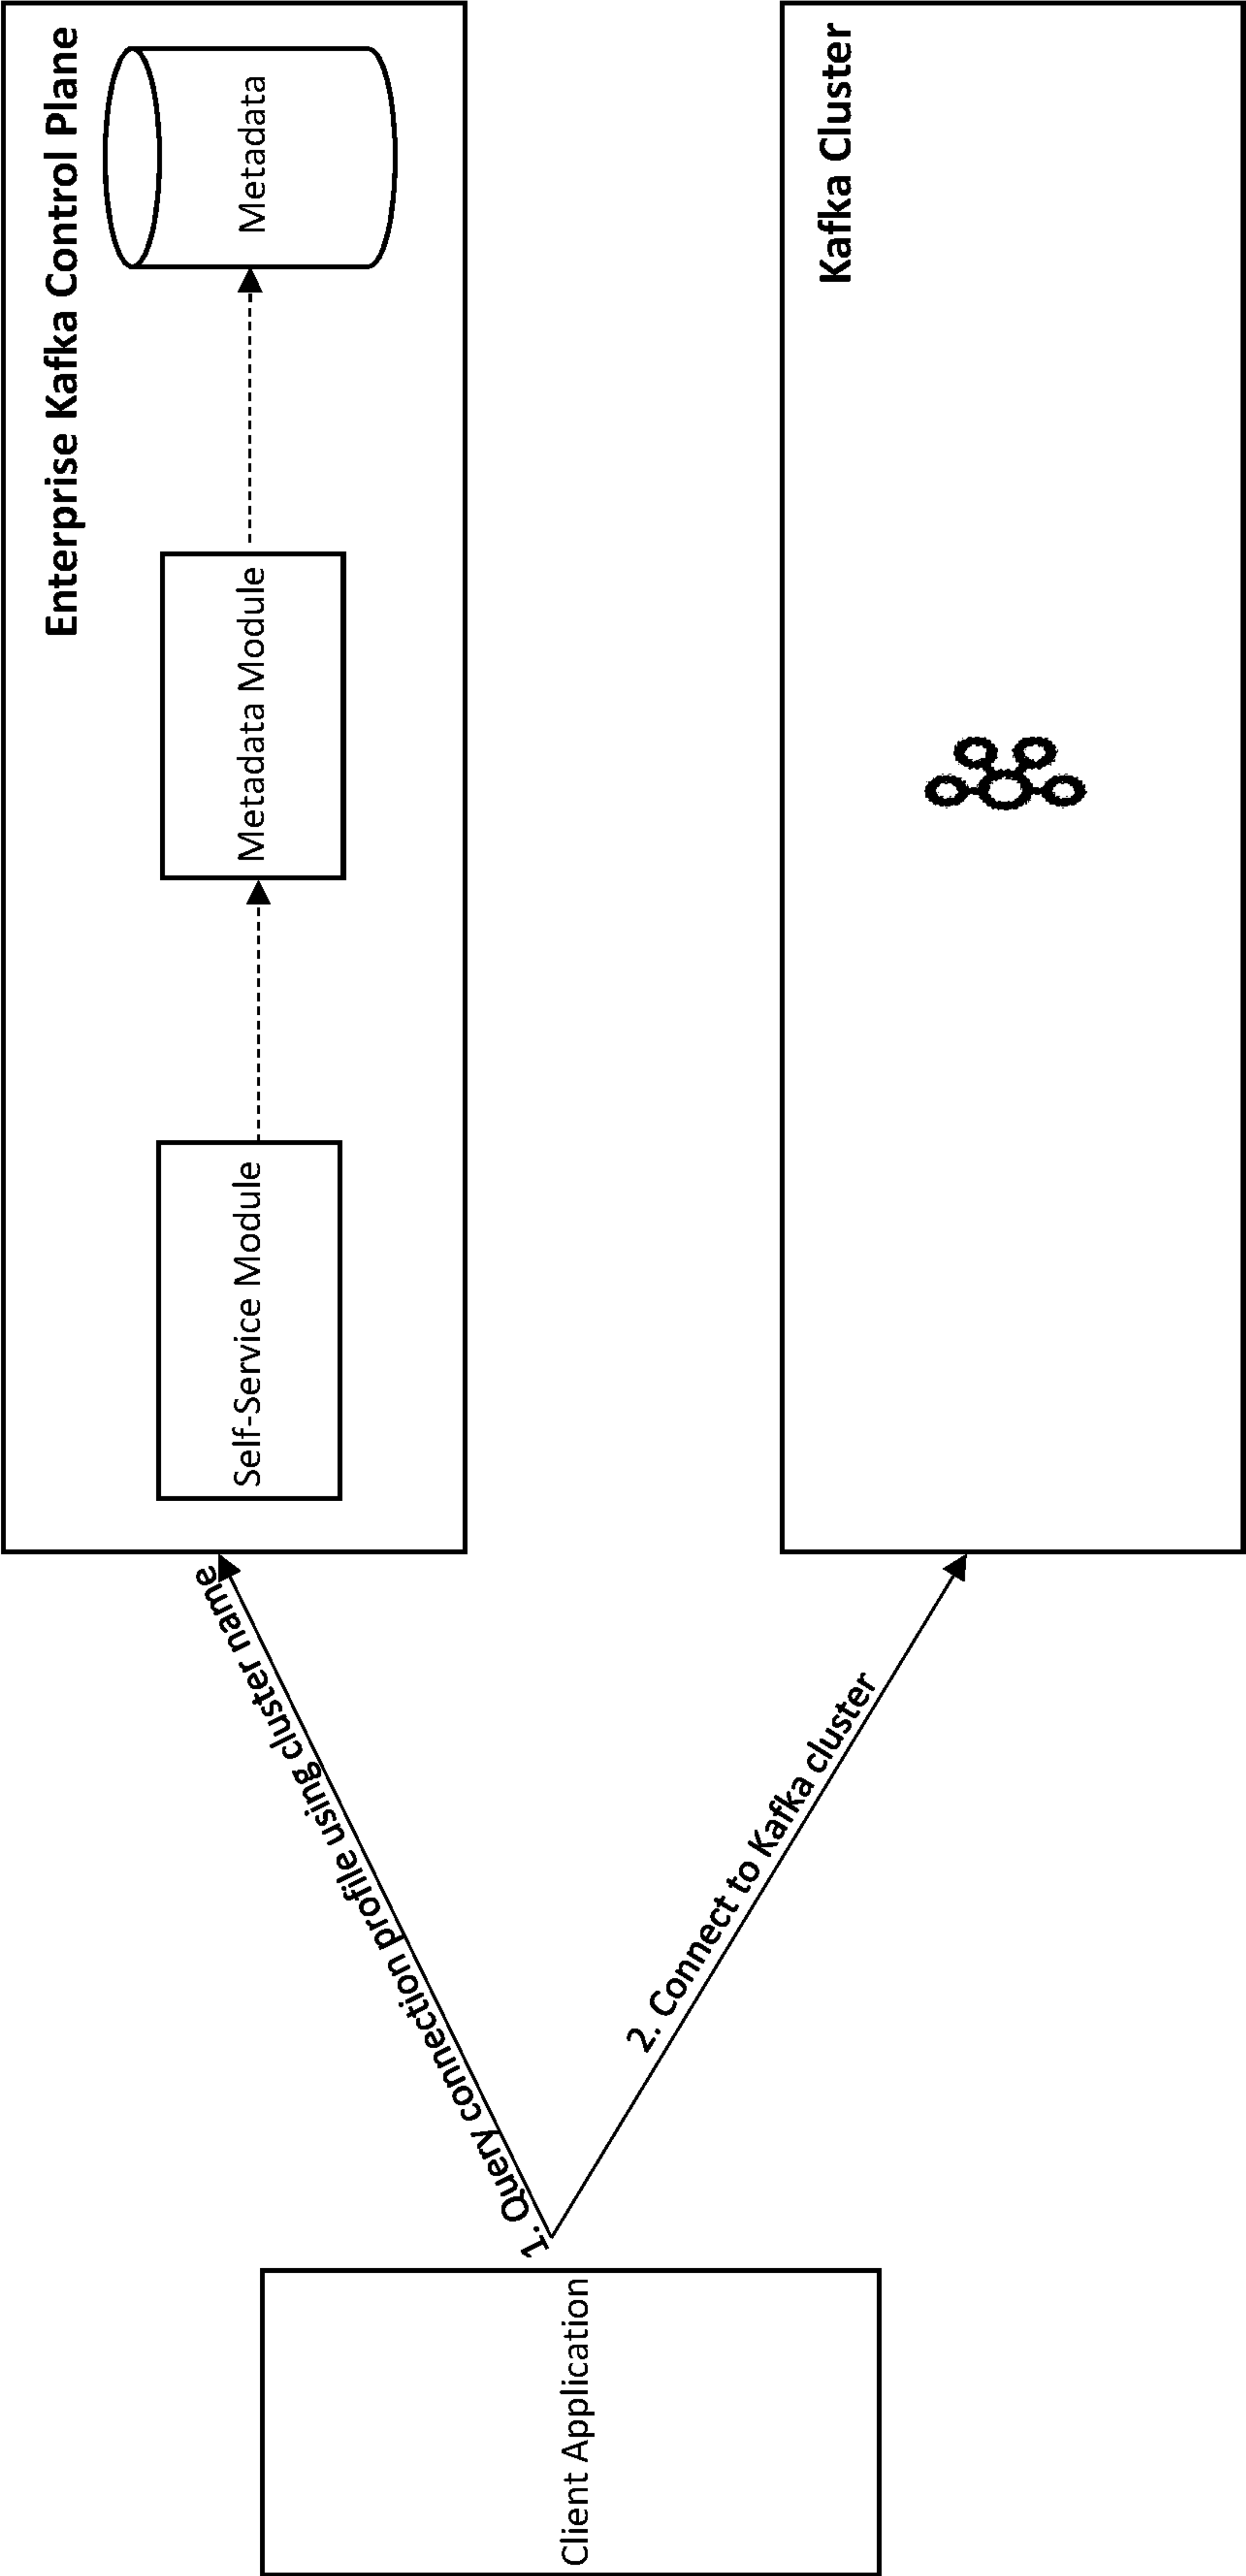 Enterprise Kafka Control Plane
Self-Service Module
Metadata Module
Metadata
1. Query connection profile using cluster name
Client Application
2. Connect to Kafka cluster
Kafka Cluster